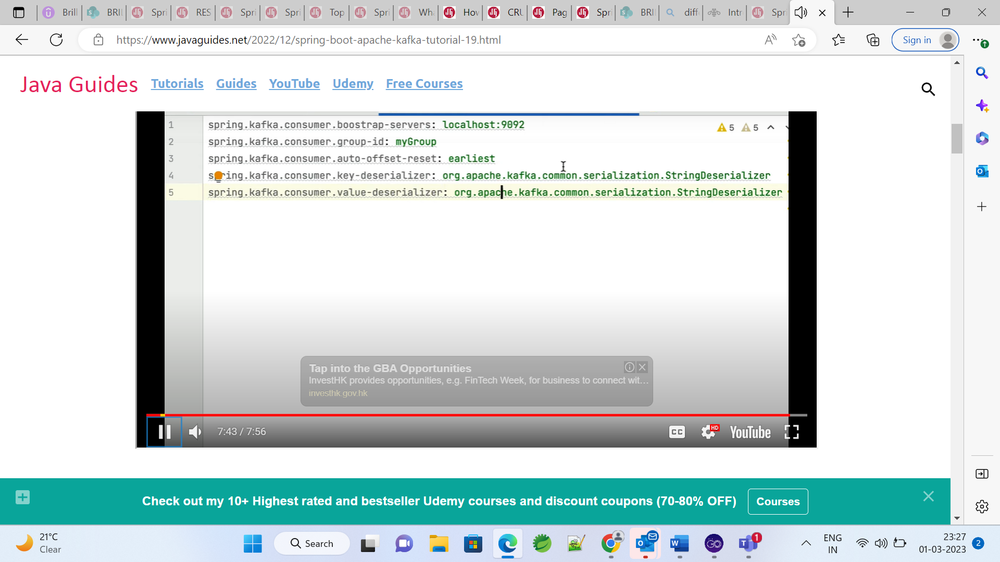 Brill
BRII
Spri
RES
Spri
Spri
Top
Spri
Wha
Hov
CRU
Pag
Spri
BRII
diff
Intr
Spr
https://www.javaguides.net/2022/12/spring-boot-apache-kafka-tutorial-19.html
Sign in
Java Guides Tutorials Guides YouTube Udemy Free Courses
1 spring.kafka.consumer.boostrap-servers: localhost:9092
5 5
2 spring.kafka.consumer.group-id: myGroup
3 spring.kafka.consumer.auto-offset-reset: earliest
4 spring.kafka.consumer.key-deserializer: org.apache.kafka.common.serialization.StringDeserializer
5 spring.kafka.consumer.value-deserializer: org.apache.kafka.common.serialization.StringDeserializer
Tap into the GBA Opportunities
InvestHK provides opportunities, e.g. FinTech Week, for business to connect wit...
investhk.gov.hk
7:43 / 7:56
CC HD YouTube
Check out my 10+ Highest rated and bestseller Udemy courses and discount coupons (70-80% OFF) Courses
21°C
Clear
Search
1
ENG
IN
23:27
01-03-2023
2